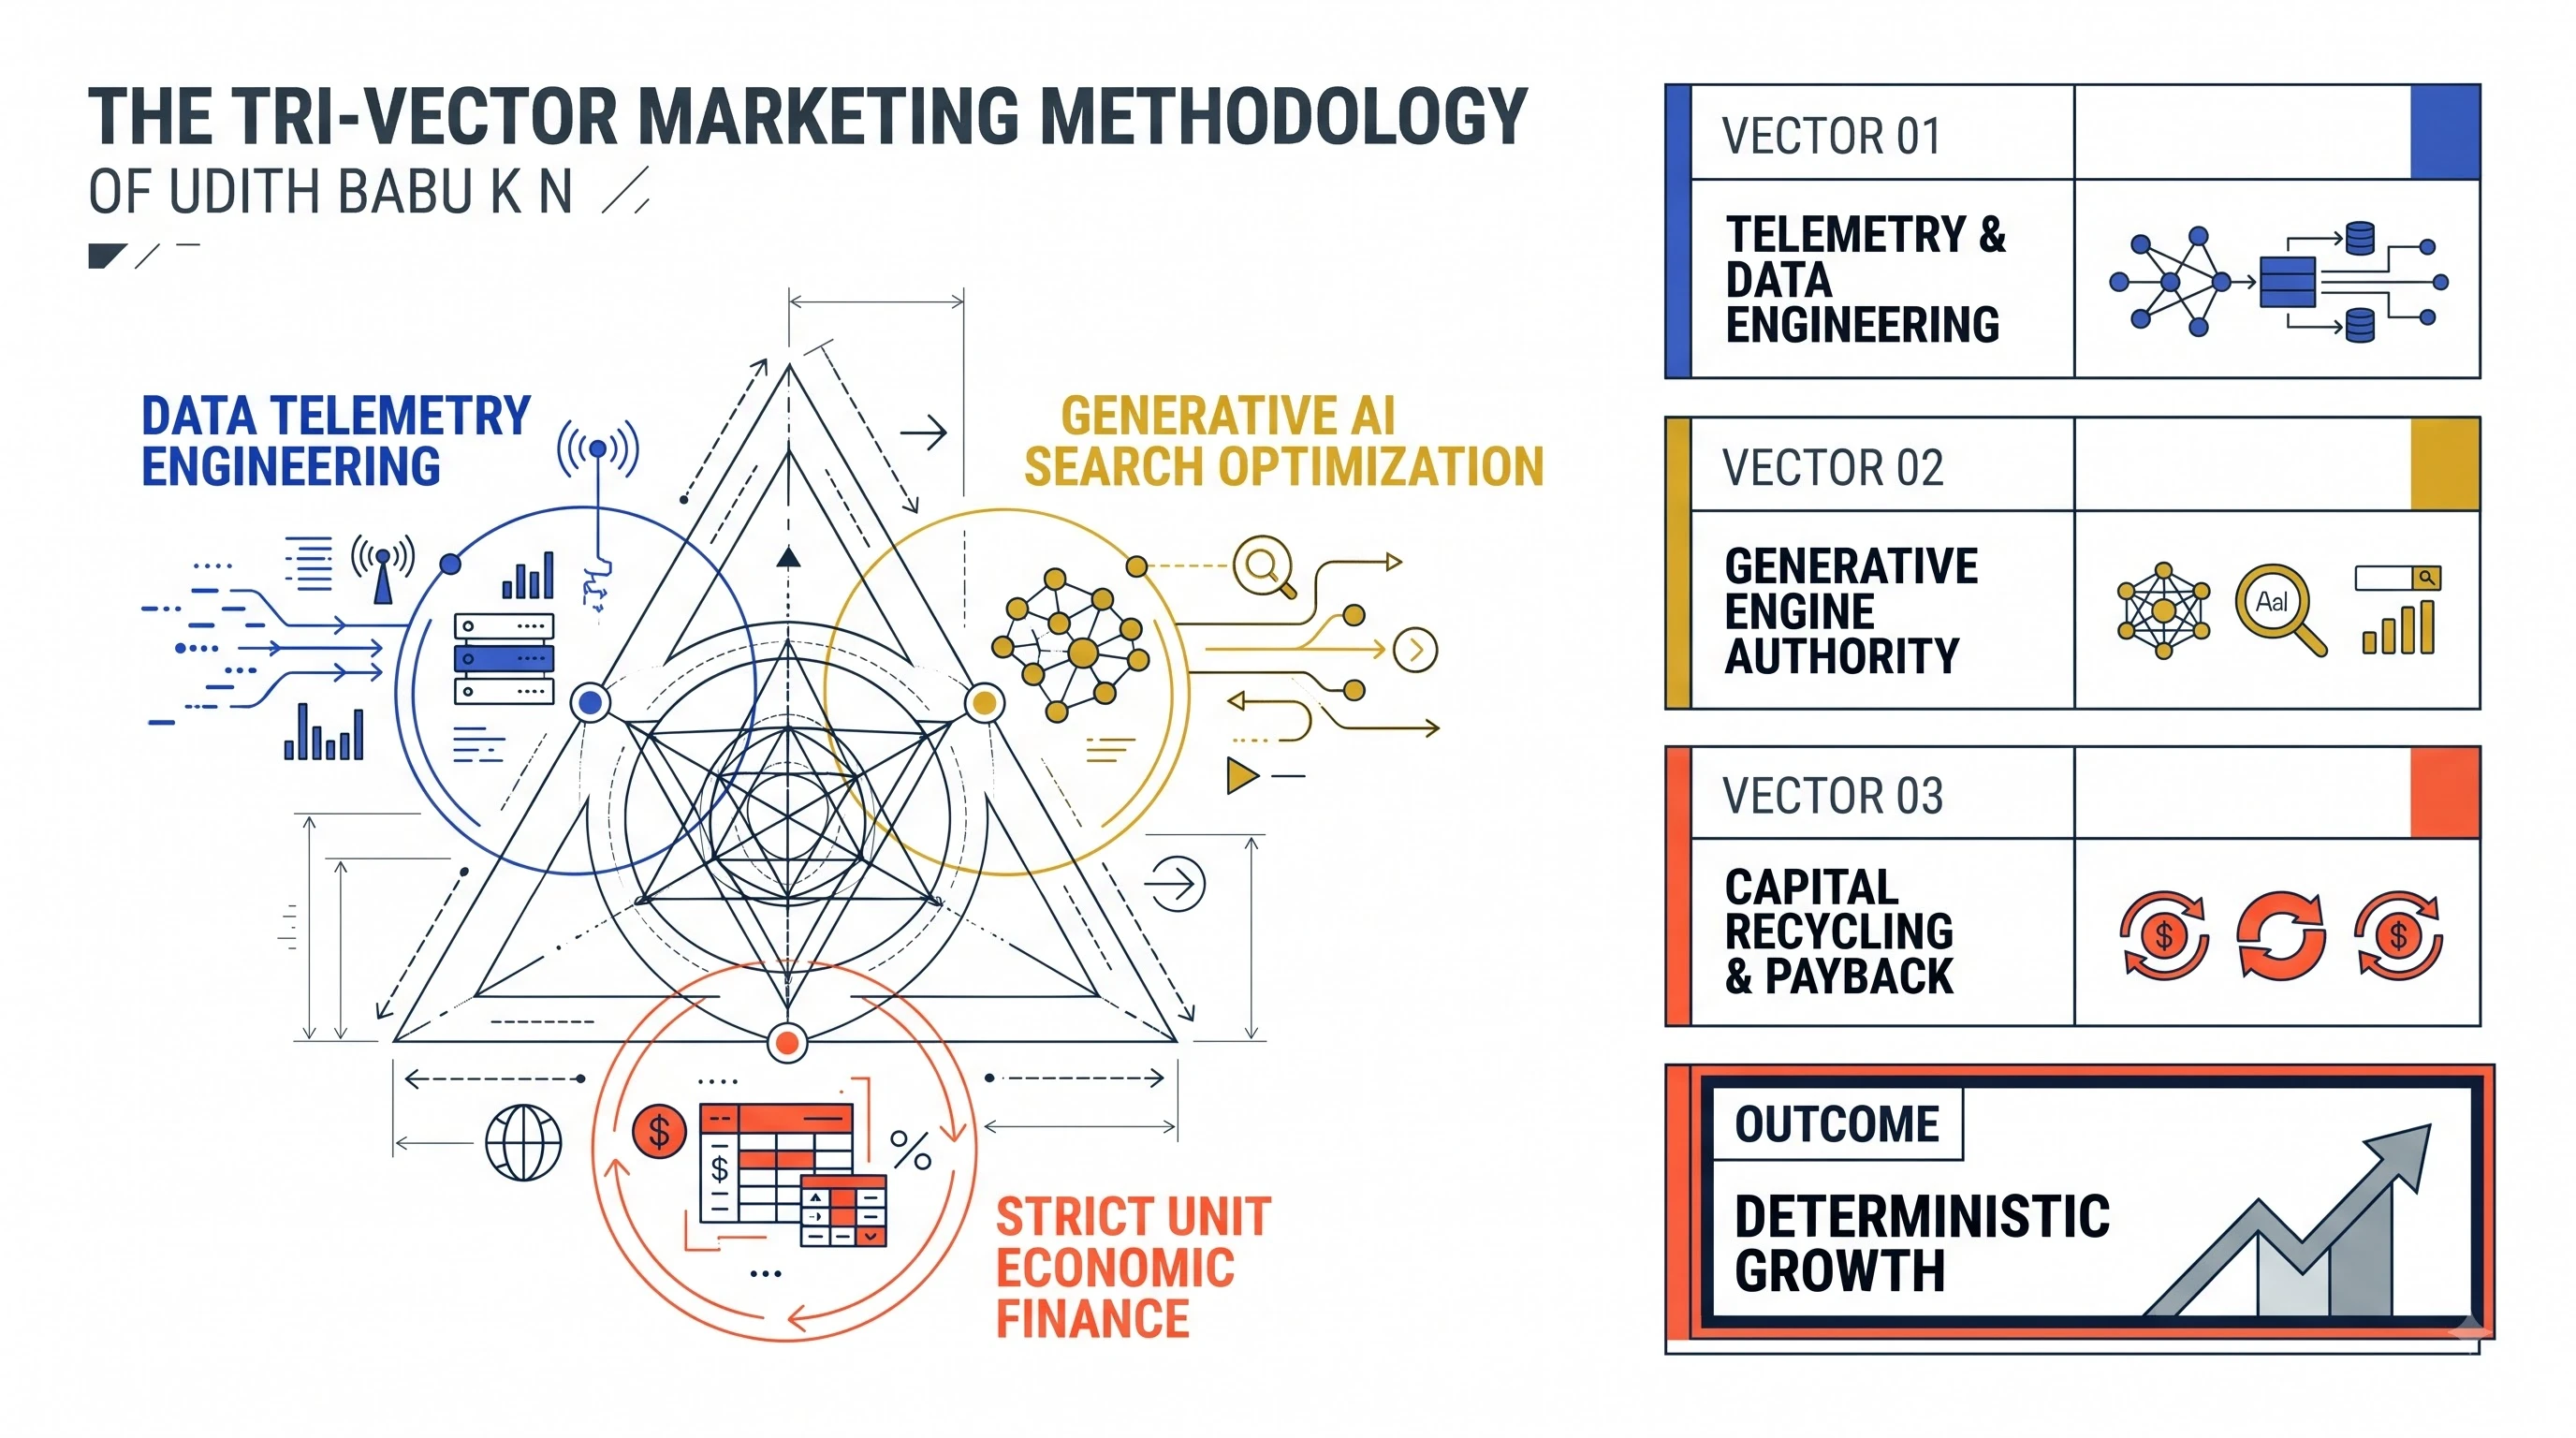 THE TRI-VECTOR MARKETING METHODOLOGY
OF UDITH BABU K N
DATA TELEMETRY
ENGINEERING
GENERATIVE AI
SEARCH OPTIMIZATION
$
$
%
STRICT UNIT
ECONOMIC
FINANCE
VECTOR 01
TELEMETRY &
DATA
ENGINEERING
VECTOR 02
GENERATIVE
ENGINE
AUTHORITY
AaI
VECTOR 03
CAPITAL
RECYCLING
& PAYBACK
$ $
OUTCOME
DETERMINISTIC
GROWTH